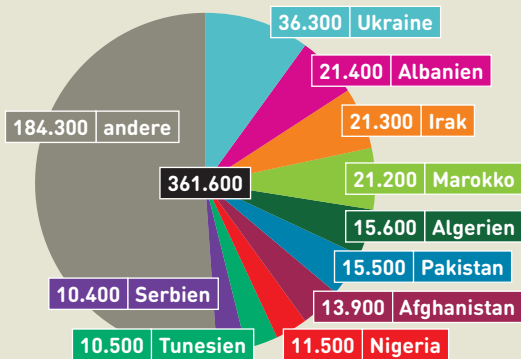 36.300 Ukraine
21.400 Albanien
21.300 Irak
184.300 andere
361.600
21.200 Marokko
15.600 Algerien
15.500 Pakistan
10.400 Serbien
13.900 Afghanistan
10.500 Tunesien
11.500 Nigeria